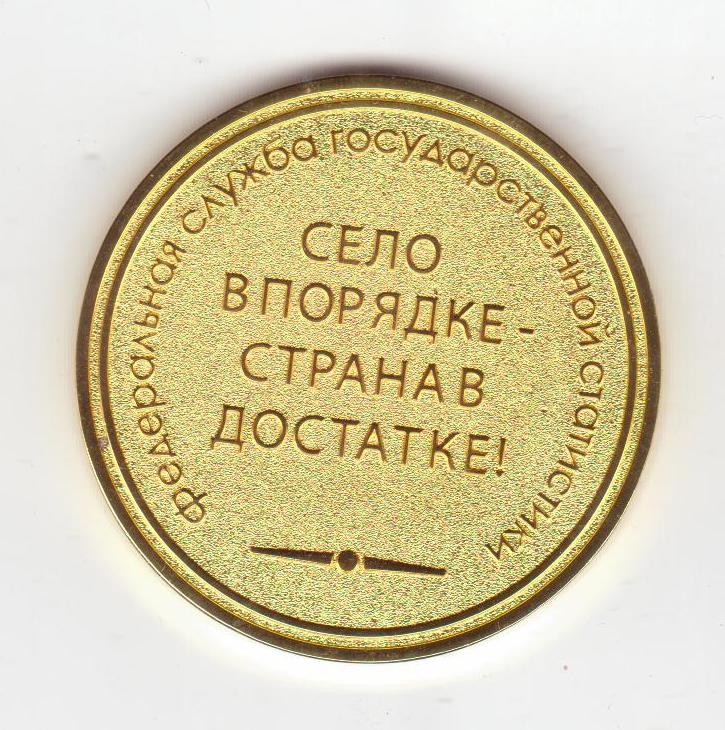 федеральная служба государственной статистики
СЕЛО
В ПОРЯДКЕ -
СТРАНА В
ДОСТАТКЕ!